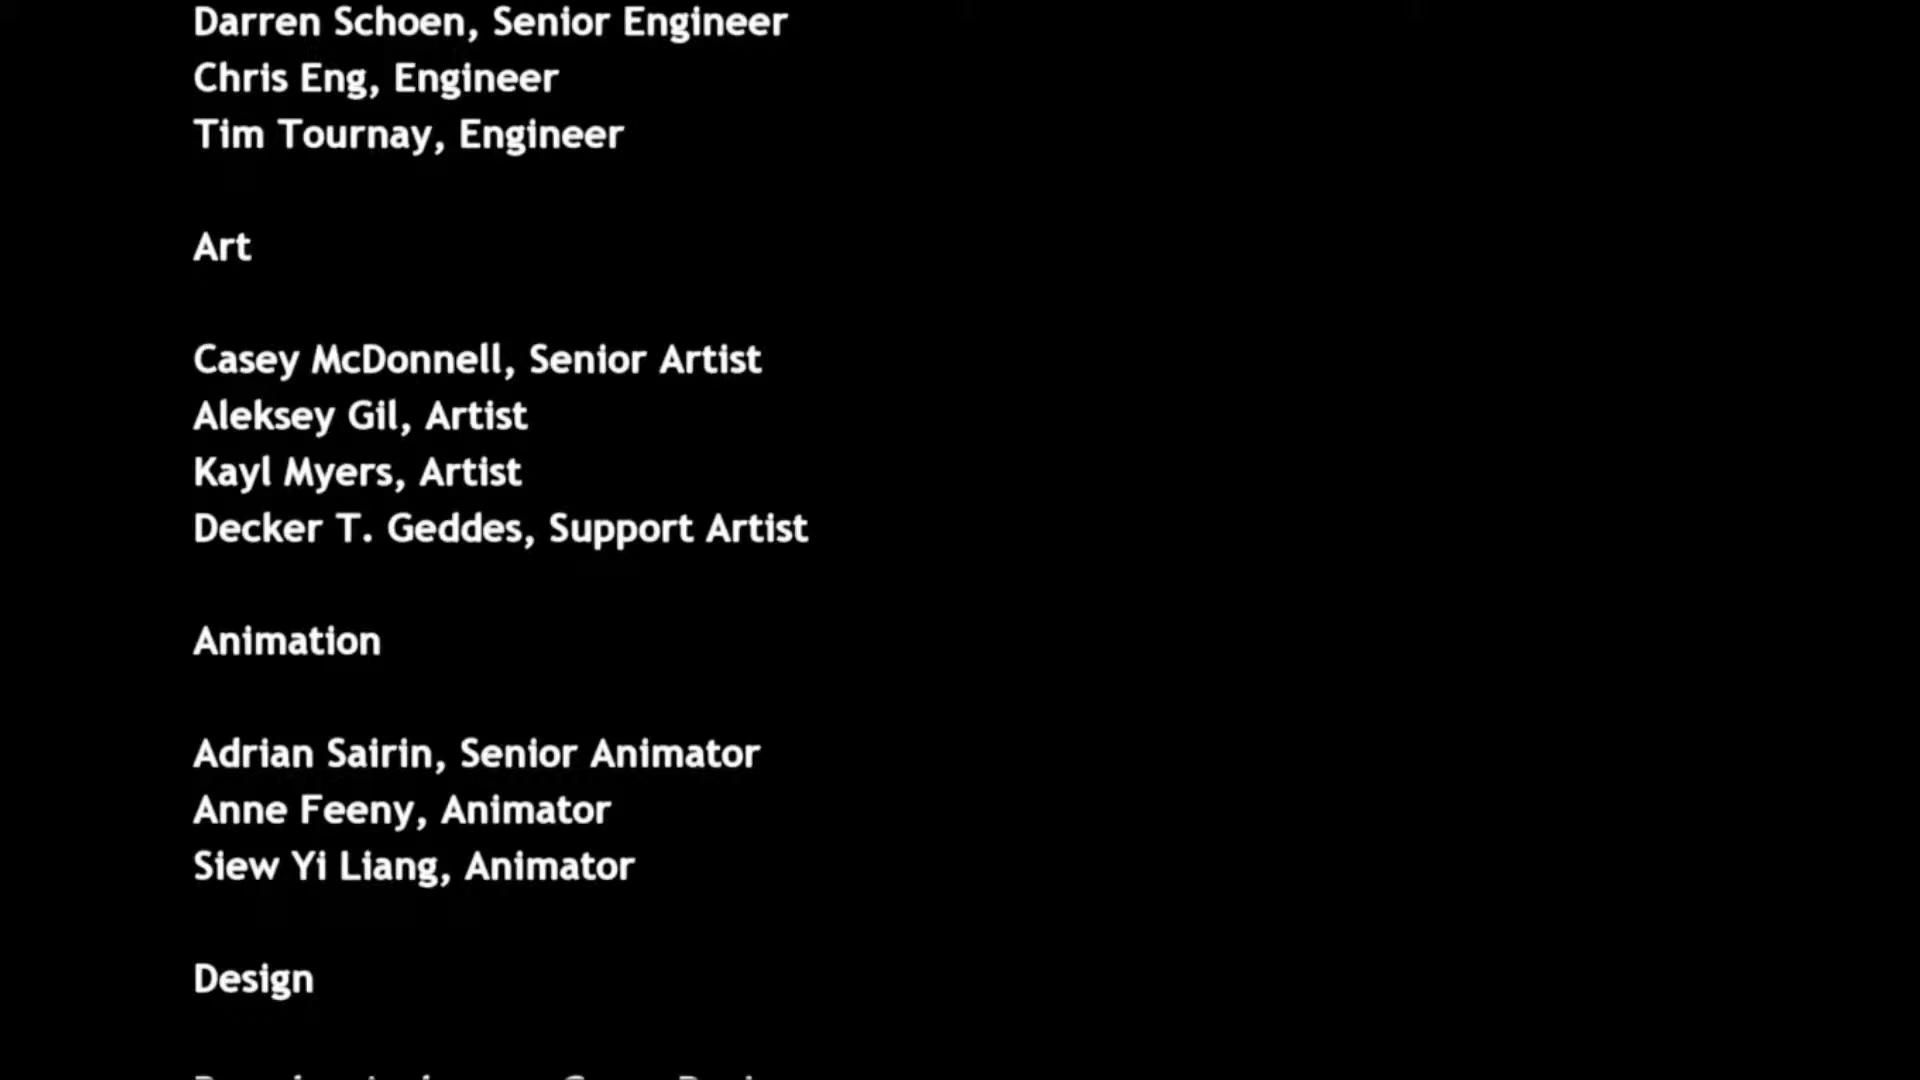 Darren Schoen, Senior Engineer
Chris Eng, Engineer
Tim Tournay, Engineer
Art
Casey McDonnell, Senior Artist
Aleksey Gil, Artist
Kayl Myers, Artist
Decker T. Geddes, Support Artist
Animation
Adrian Sairin, Senior Animator
Anne Feeny, Animator
Siew Yi Liang, Animator
Design